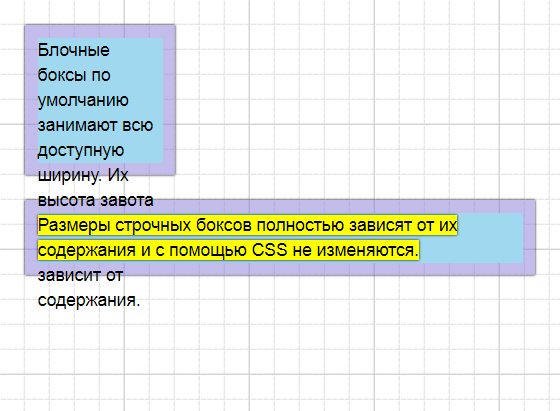 Блочные
боксы по
умолчанию
занимают всю
доступную
ширину. Их
высота завота
Размеры строчных боксов полностью зависят от их
содержания и с помощью CSS не изменяются.
зависит от
содержания.